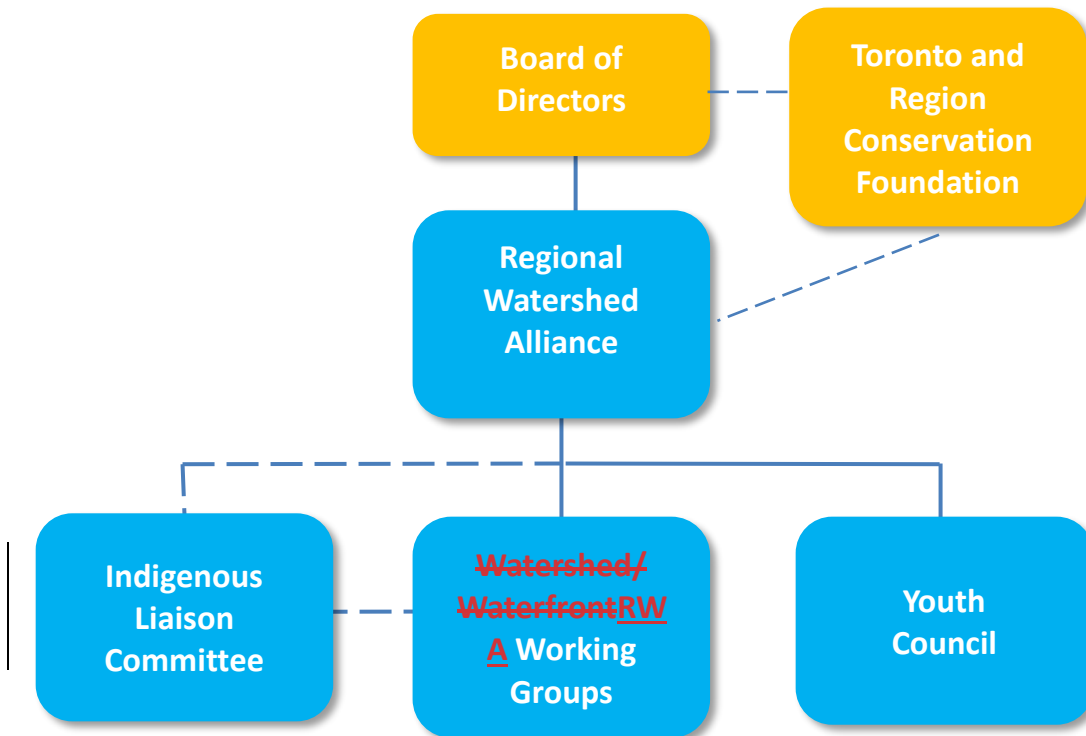 Board of
Directors
Toronto and
Region
Conservation
Foundation
Regional
Watershed
Alliance
Indigenous
Liaison
Committee
Watershed/
WaterfrontRW
A Working
Groups
Youth
Council